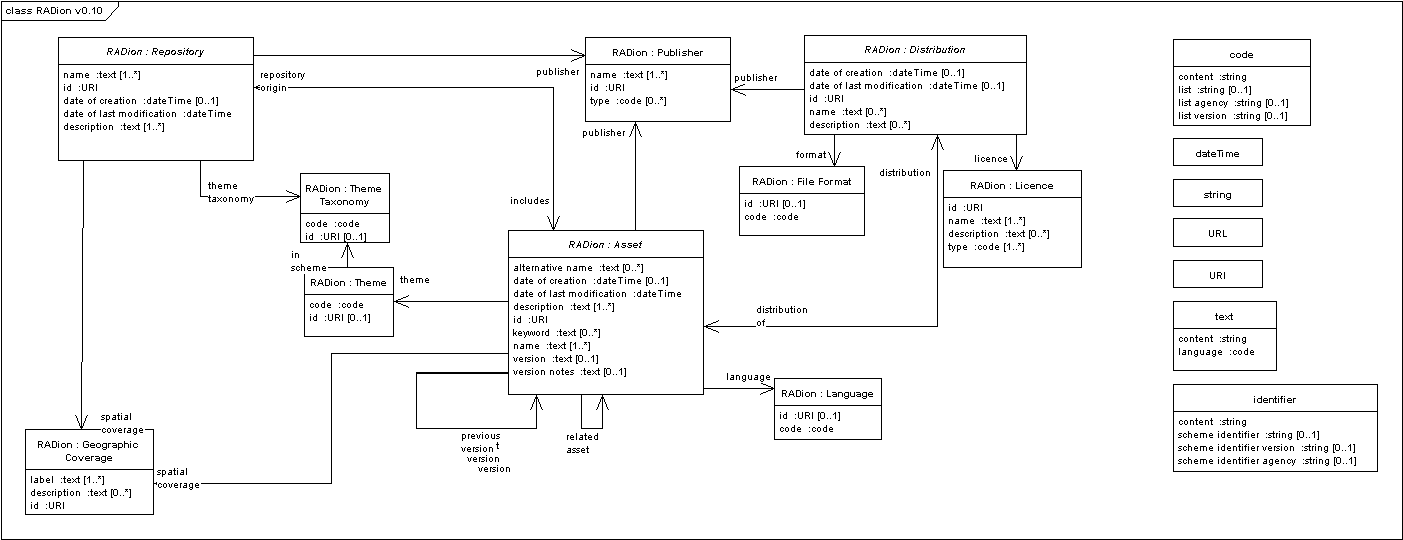 class RADion v0.10
RADion : Repository
name :text [1..*]
id :URI
date of creation :dateTime [0..1]
date of last modification :dateTime
description :text [1..*]
repository
origin
publisher
RADion : Publisher
name :text [1..*]
id :URI
type :code [0..*]
publisher
publisher
RADion : Distribution
date of creation :dateTime [0..1]
date of last modification :dateTime [0..1]
id :URI
name :text [0..*]
description :text [0..*]
format
licence
distribution
RADion : File Format
id :URI [0..1]
code :code
RADion : Licence
id :URI
name :text [1..*]
description :text [0..*]
type :code [1..*]
theme
taxonomy
RADion : Theme
Taxonomy
code :code
id :URI [0..1]
in
scheme
RADion : Theme
code :code
id :URI [0..1]
theme
includes
RADion : Asset
alternative name :text [0..*]
date of creation :dateTime [0..1]
date of last modification :dateTime
description :text [1..*]
id :URI
keyword :text [0..*]
name :text [1..*]
version :text [0..1]
version notes :text [0..1]
distribution
of
language
RADion : Language
id :URI [0..1]
code :code
previous
version
version
version
related
asset
spatial
coverage
RADion : Geographic
Coverage
label :text [1..*]
description :text [0..*]
id :URI
spatial
coverage
code
content :string
list :string [0..1]
list agency :string [0..1]
list version :string [0..1]
dateTime
string
URL
URI
text
content :string
language :code
identifier
content :string
scheme identifier :string [0..1]
scheme identifier version :string [0..1]
scheme identifier agency :string [0..1]